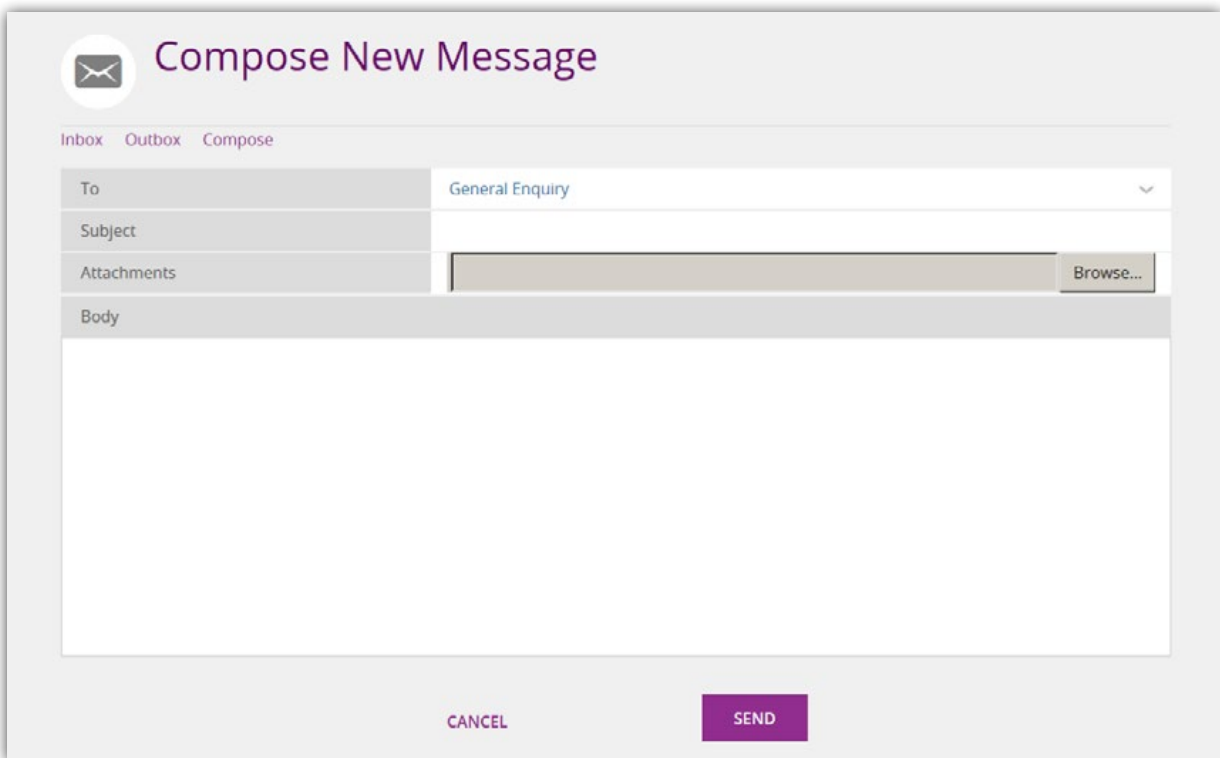 Compose New Message
Inbox Outbox Compose
To General Enquiry
Subject
Attachments Browse...
Body
CANCEL SEND